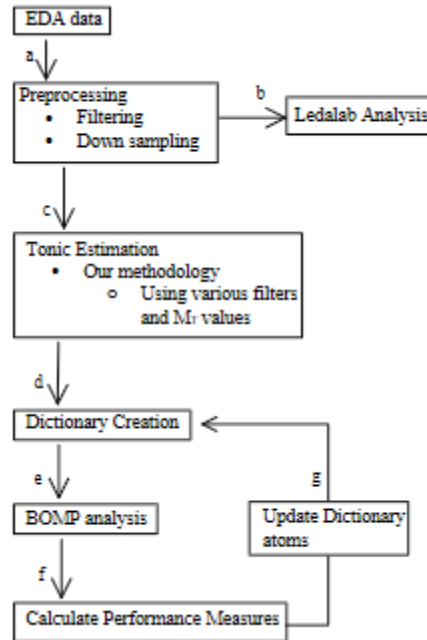 EDA data
a
Preprocessing
• Filtering
• Down sampling
b
Ledalab Analysis
c
Tonic Estimation
• Our methodology
o Using various filters
and MT values
d
Dictionary Creation
e
BOMP analysis
f
Calculate Performance Measures
g
Update Dictionary
atoms